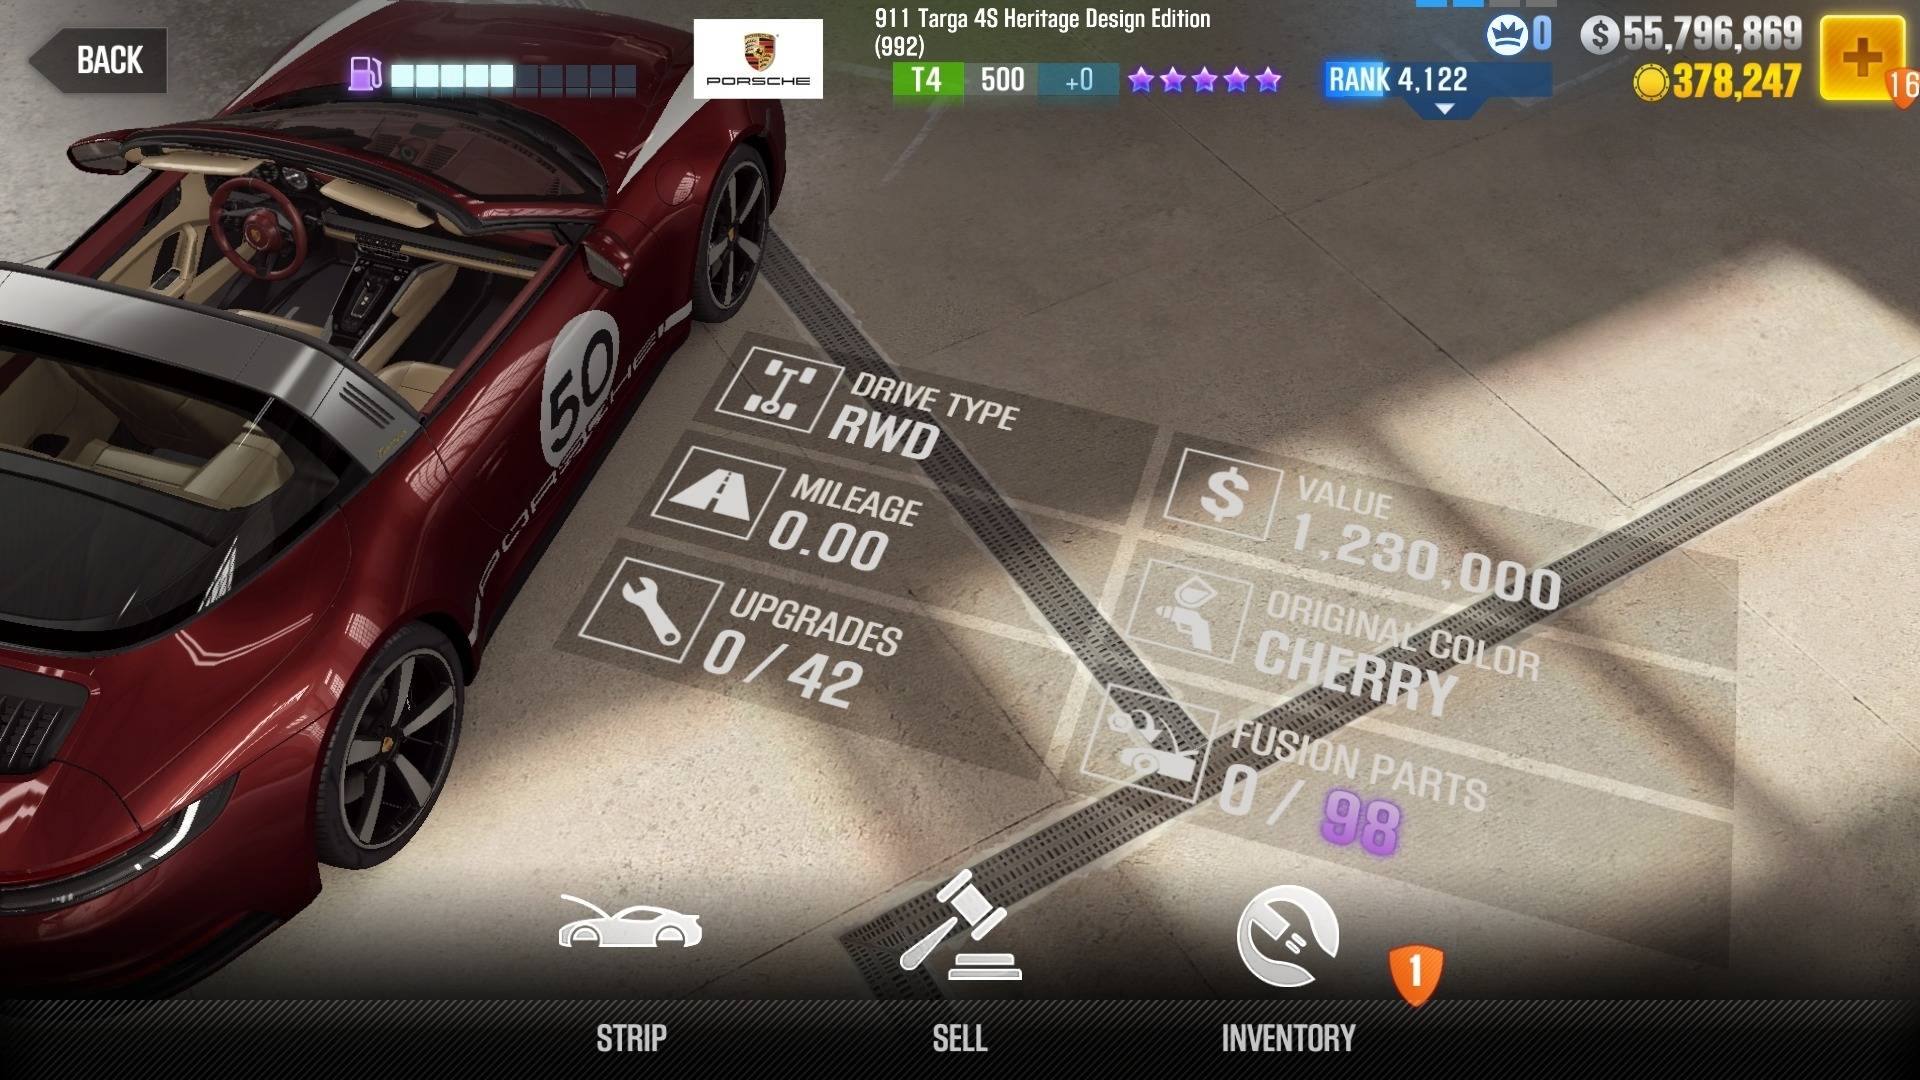 BACK
PORSCHE
911 Targa 4S Heritage Design Edition
(992)
T4 500 +0
RANK 4,122
0
55,796,869
378,247
16
50
PORSCHE
DRIVE TYPE
RWD
MILEAGE
0.00
UPGRADES
0/42
$ VALUE
1,230,000
ORIGINAL COLOR
CHERRY
FUSION PARTS
0/98
1
STRIP
SELL
INVENTORY